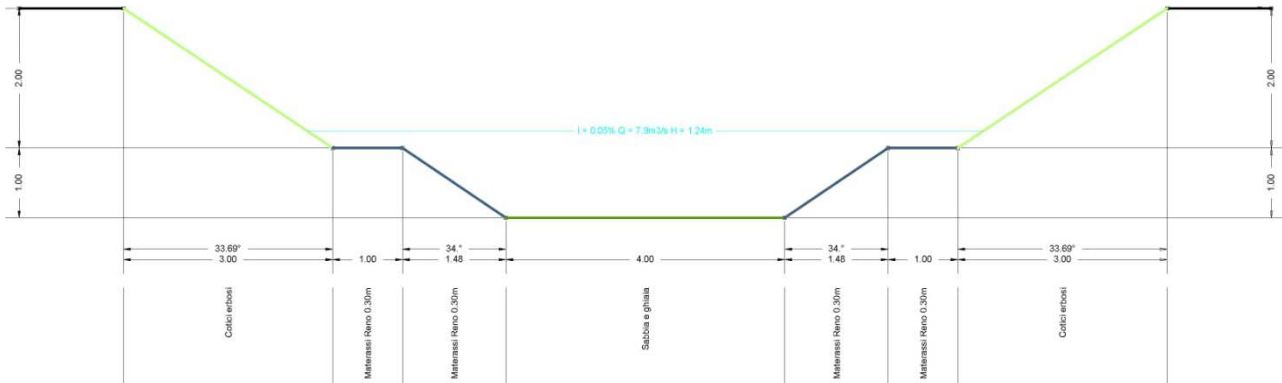 2.00
2.00
I = 0.05% Q = 7.9m3/s H = 1.24m
1.00
1.00
33.69°
34.°
34.°
33.69°
3.00
1.00
1.48
4.00
1.48
1.00
3.00
Cotici erbosi
Materassi Reno 0.30m
Materassi Reno 0.30m
Sabbia e ghiaia
Materassi Reno 0.30m
Materassi Reno 0.30m
Cotici erbosi